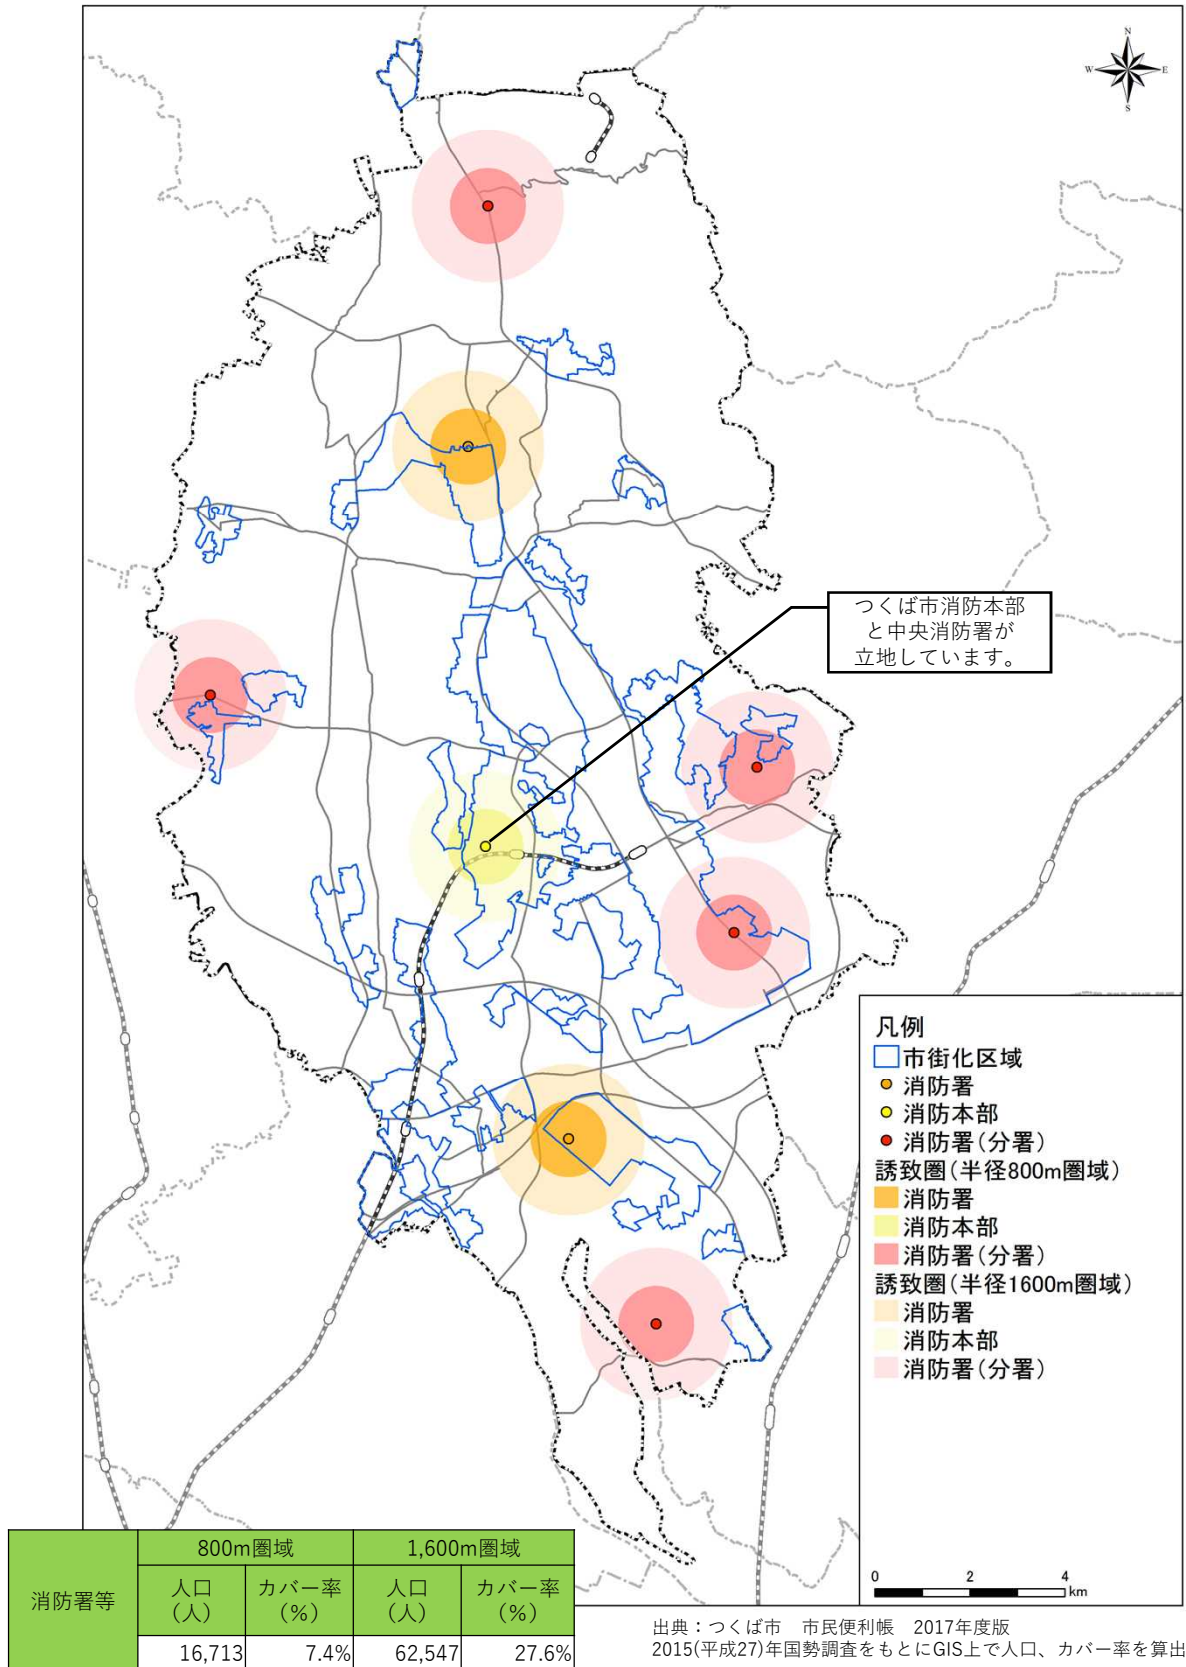 N
W
E
S
つくば市消防本部
と中央消防署が
立地しています。
凡例
市街化区域
消防署
消防本部
消防署(分署)
誘致圏(半径800m圏域)
消防署
消防本部
消防署(分署)
誘致圏(半径1600m圏域)
消防署
消防本部
消防署(分署)
0 2 4
km
消防署等
800m圏域 1,600m圏域
人口
(人)
カバー率
(%)
人口
(人)
カバー率
(%)
16,713 7.4% 62,547 27.6%
出典：つくば市　市民便利帳　2017年度版
2015(平成27)年国勢調査をもとにGIS上で人口、カバー率を算出